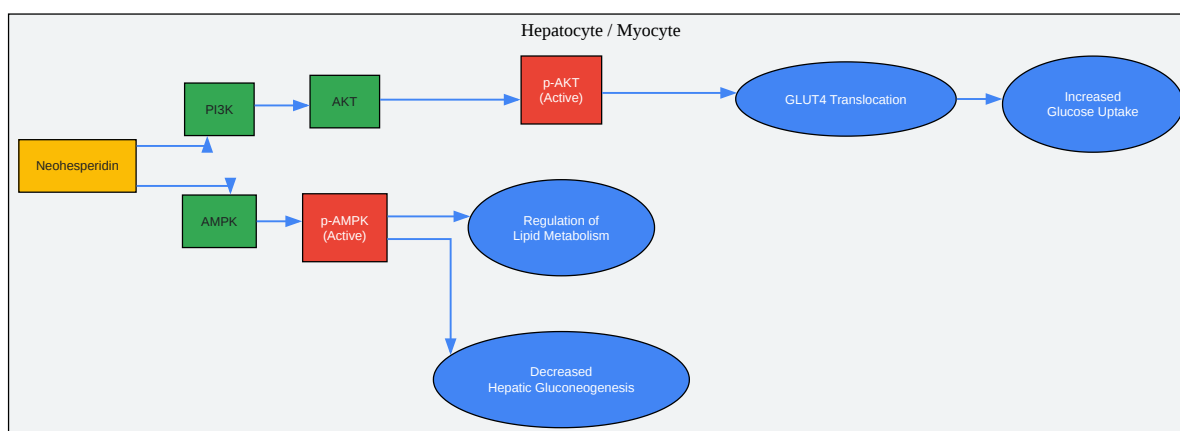 Hepatocyte / Myocyte
Neohesperidin
PI3K
AKT
p-AKT
(Active)
GLUT4 Translocation
Increased
Glucose Uptake
AMPK
p-AMPK
(Active)
Regulation of
Lipid Metabolism
Decreased
Hepatic Gluconeogenesis